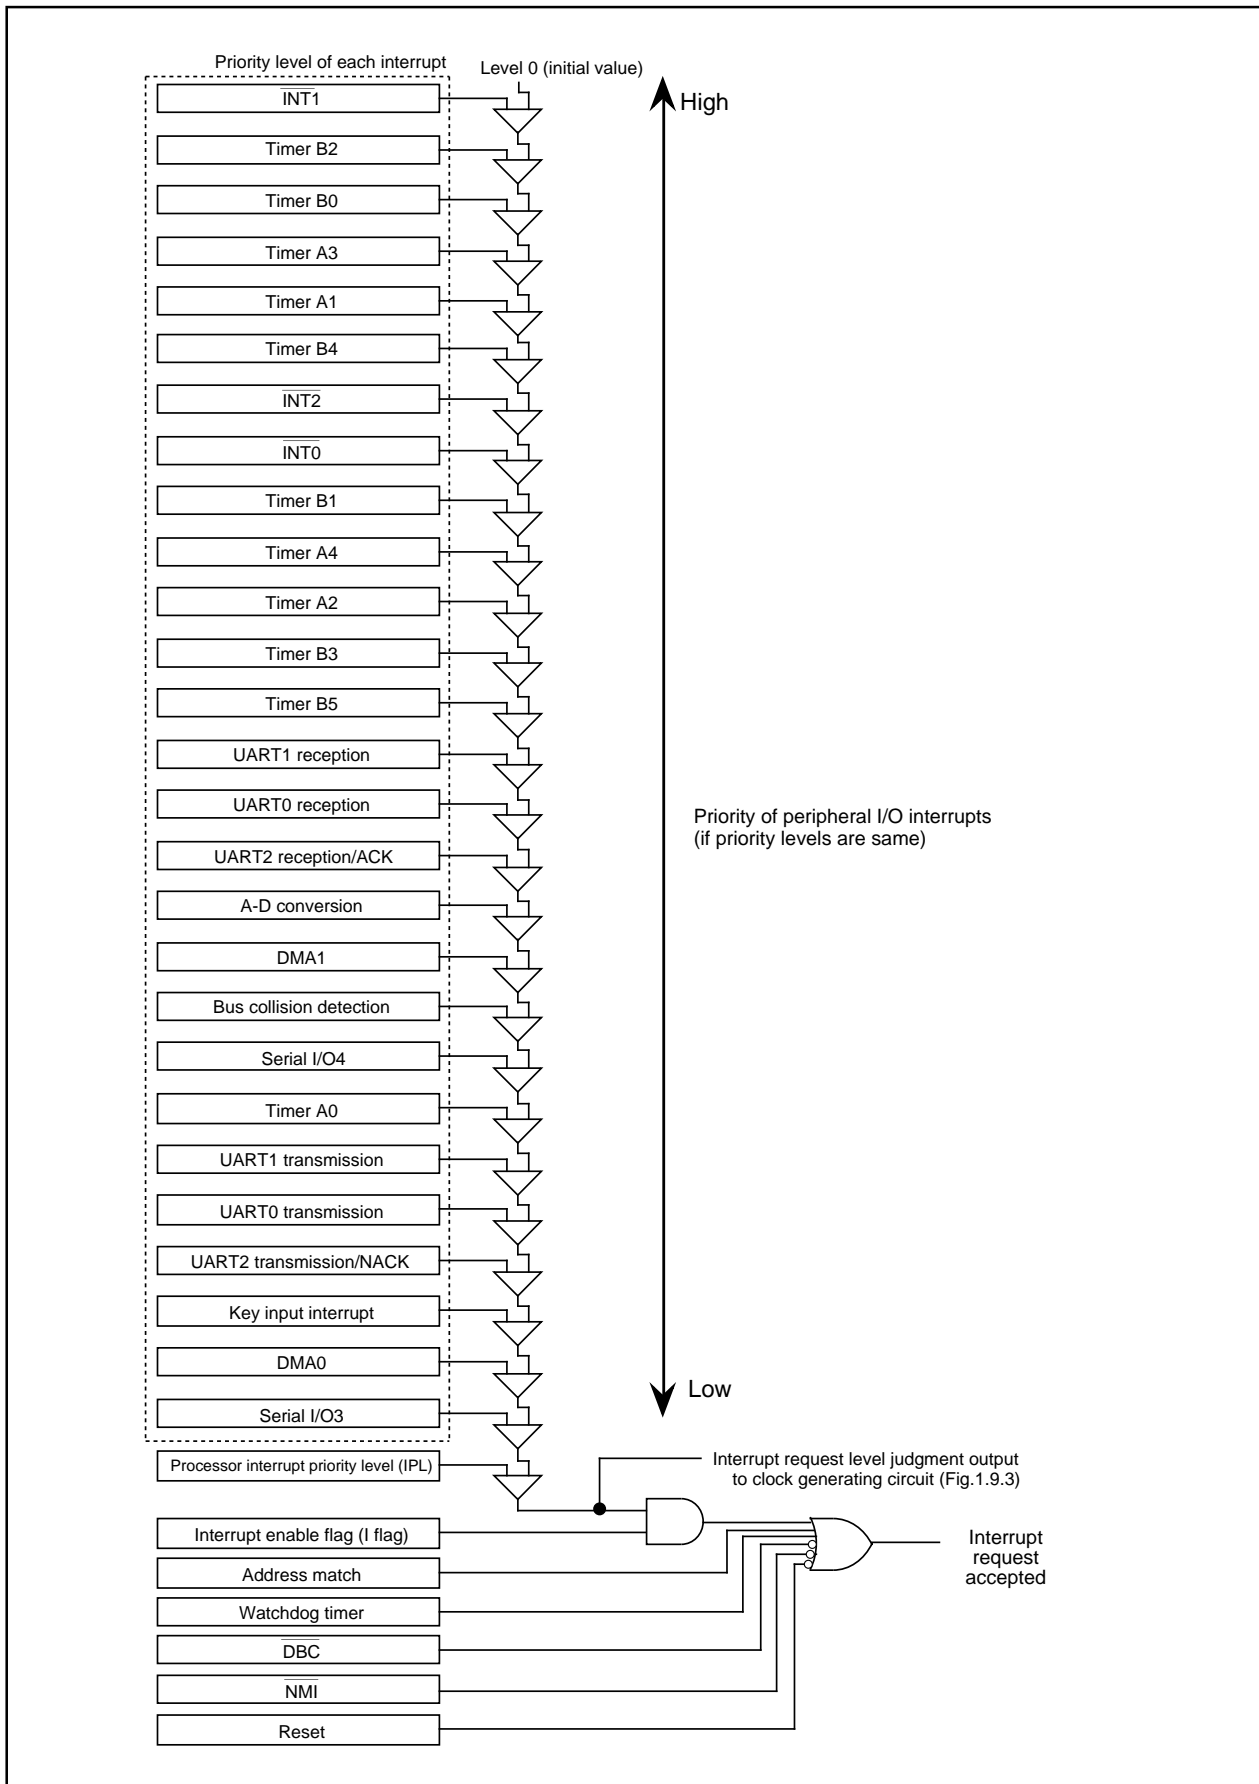 Priority level of each interrupt
Level 0 (initial value)
INT1
High
Timer B2
Timer B0
Timer A3
Timer A1
Timer B4
INT2
INT0
Timer B1
Timer A4
Timer A2
Timer B3
Timer B5
UART1 reception
UART0 reception
Priority of peripheral I/O interrupts
(if priority levels are same)
UART2 reception/ACK
A-D conversion
DMA1
Bus collision detection
Serial I/O4
Timer A0
UART1 transmission
UART0 transmission
UART2 transmission/NACK
Key input interrupt
DMA0
Low
Serial I/O3
Processor interrupt priority level (IPL)
Interrupt request level judgment output
to clock generating circuit (Fig.1.9.3)
Interrupt enable flag (I flag)
Interrupt
request
accepted
Address match
Watchdog timer
DBC
NMI
Reset